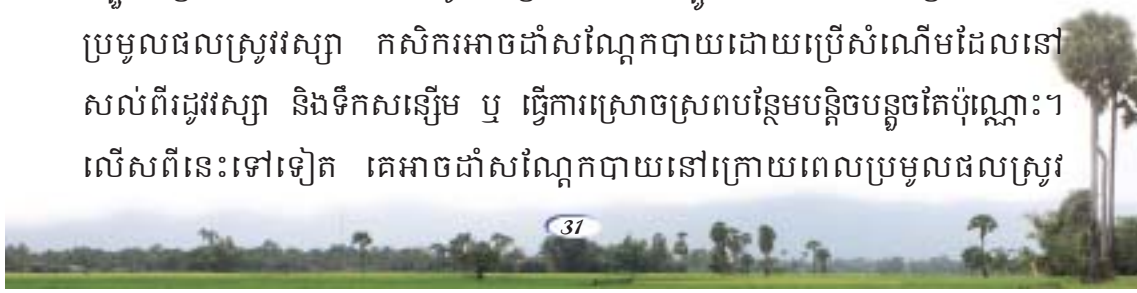 ប្រមូលផលស្រូវវស្សា កសិករអាចដាំសណ្តែកបាយដោយប្រើសំណើមដែលនៅ
សល់ពីរដូវវស្សា និងទឹកសន្សើម ឬ ធ្វើការស្រោចស្រពបន្ថែមបន្តិចបន្តួចតែប៉ុណ្ណោះ។
លើសពីនេះទៅទៀត គេអាចដាំសណ្តែកបាយនៅក្រោយពេលប្រមូលផលស្រូវ
31